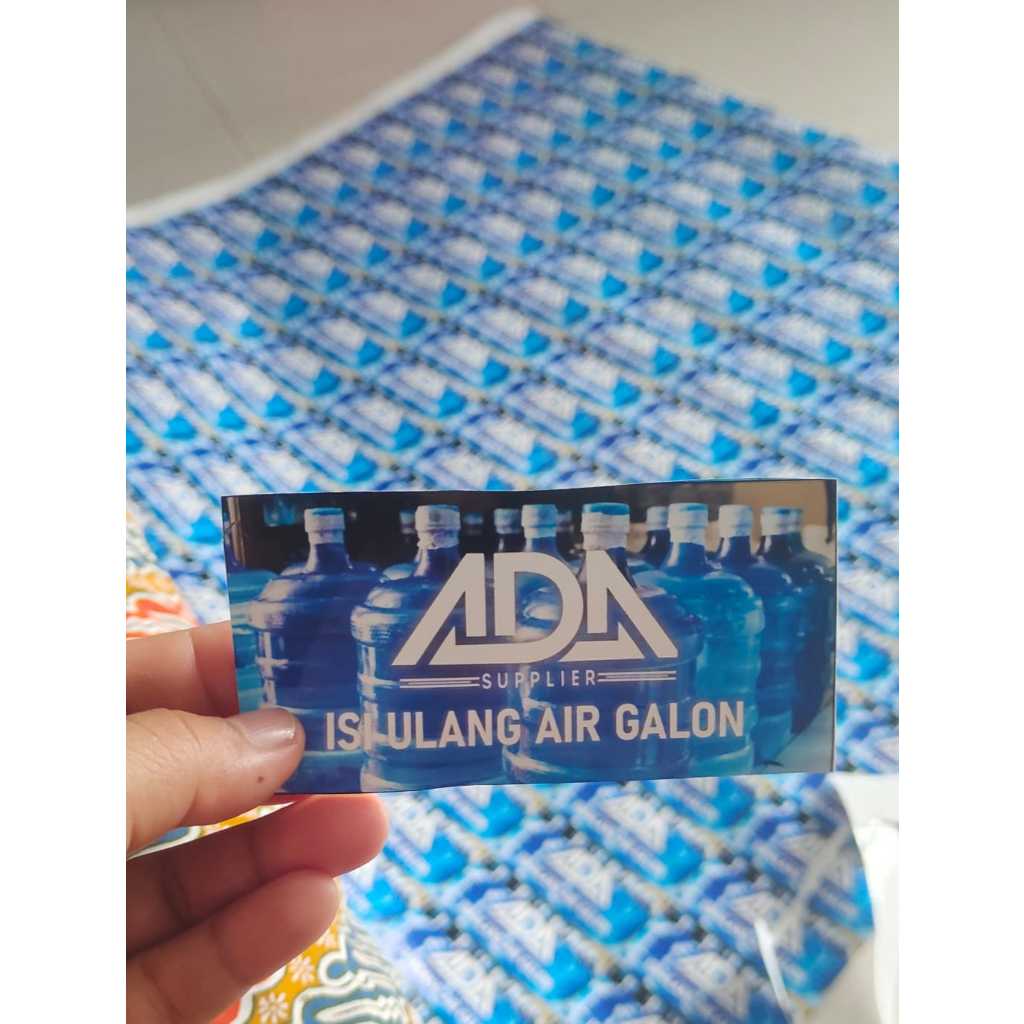 ADA
SUPPLIER
ISI ULANG AIR GALON